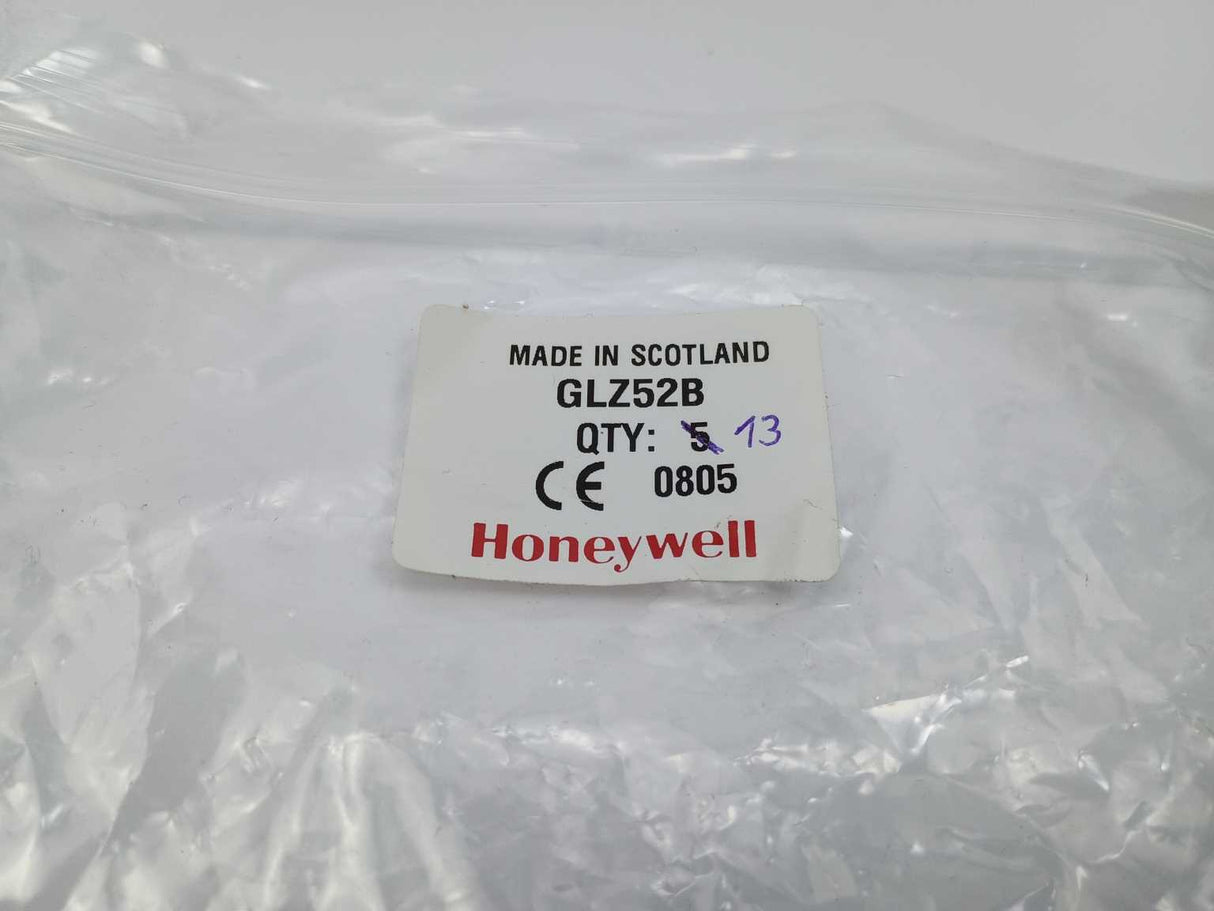 MADE IN SCOTLAND
GLZ52B
QTY: 5 13
CE 0805
Honeywell